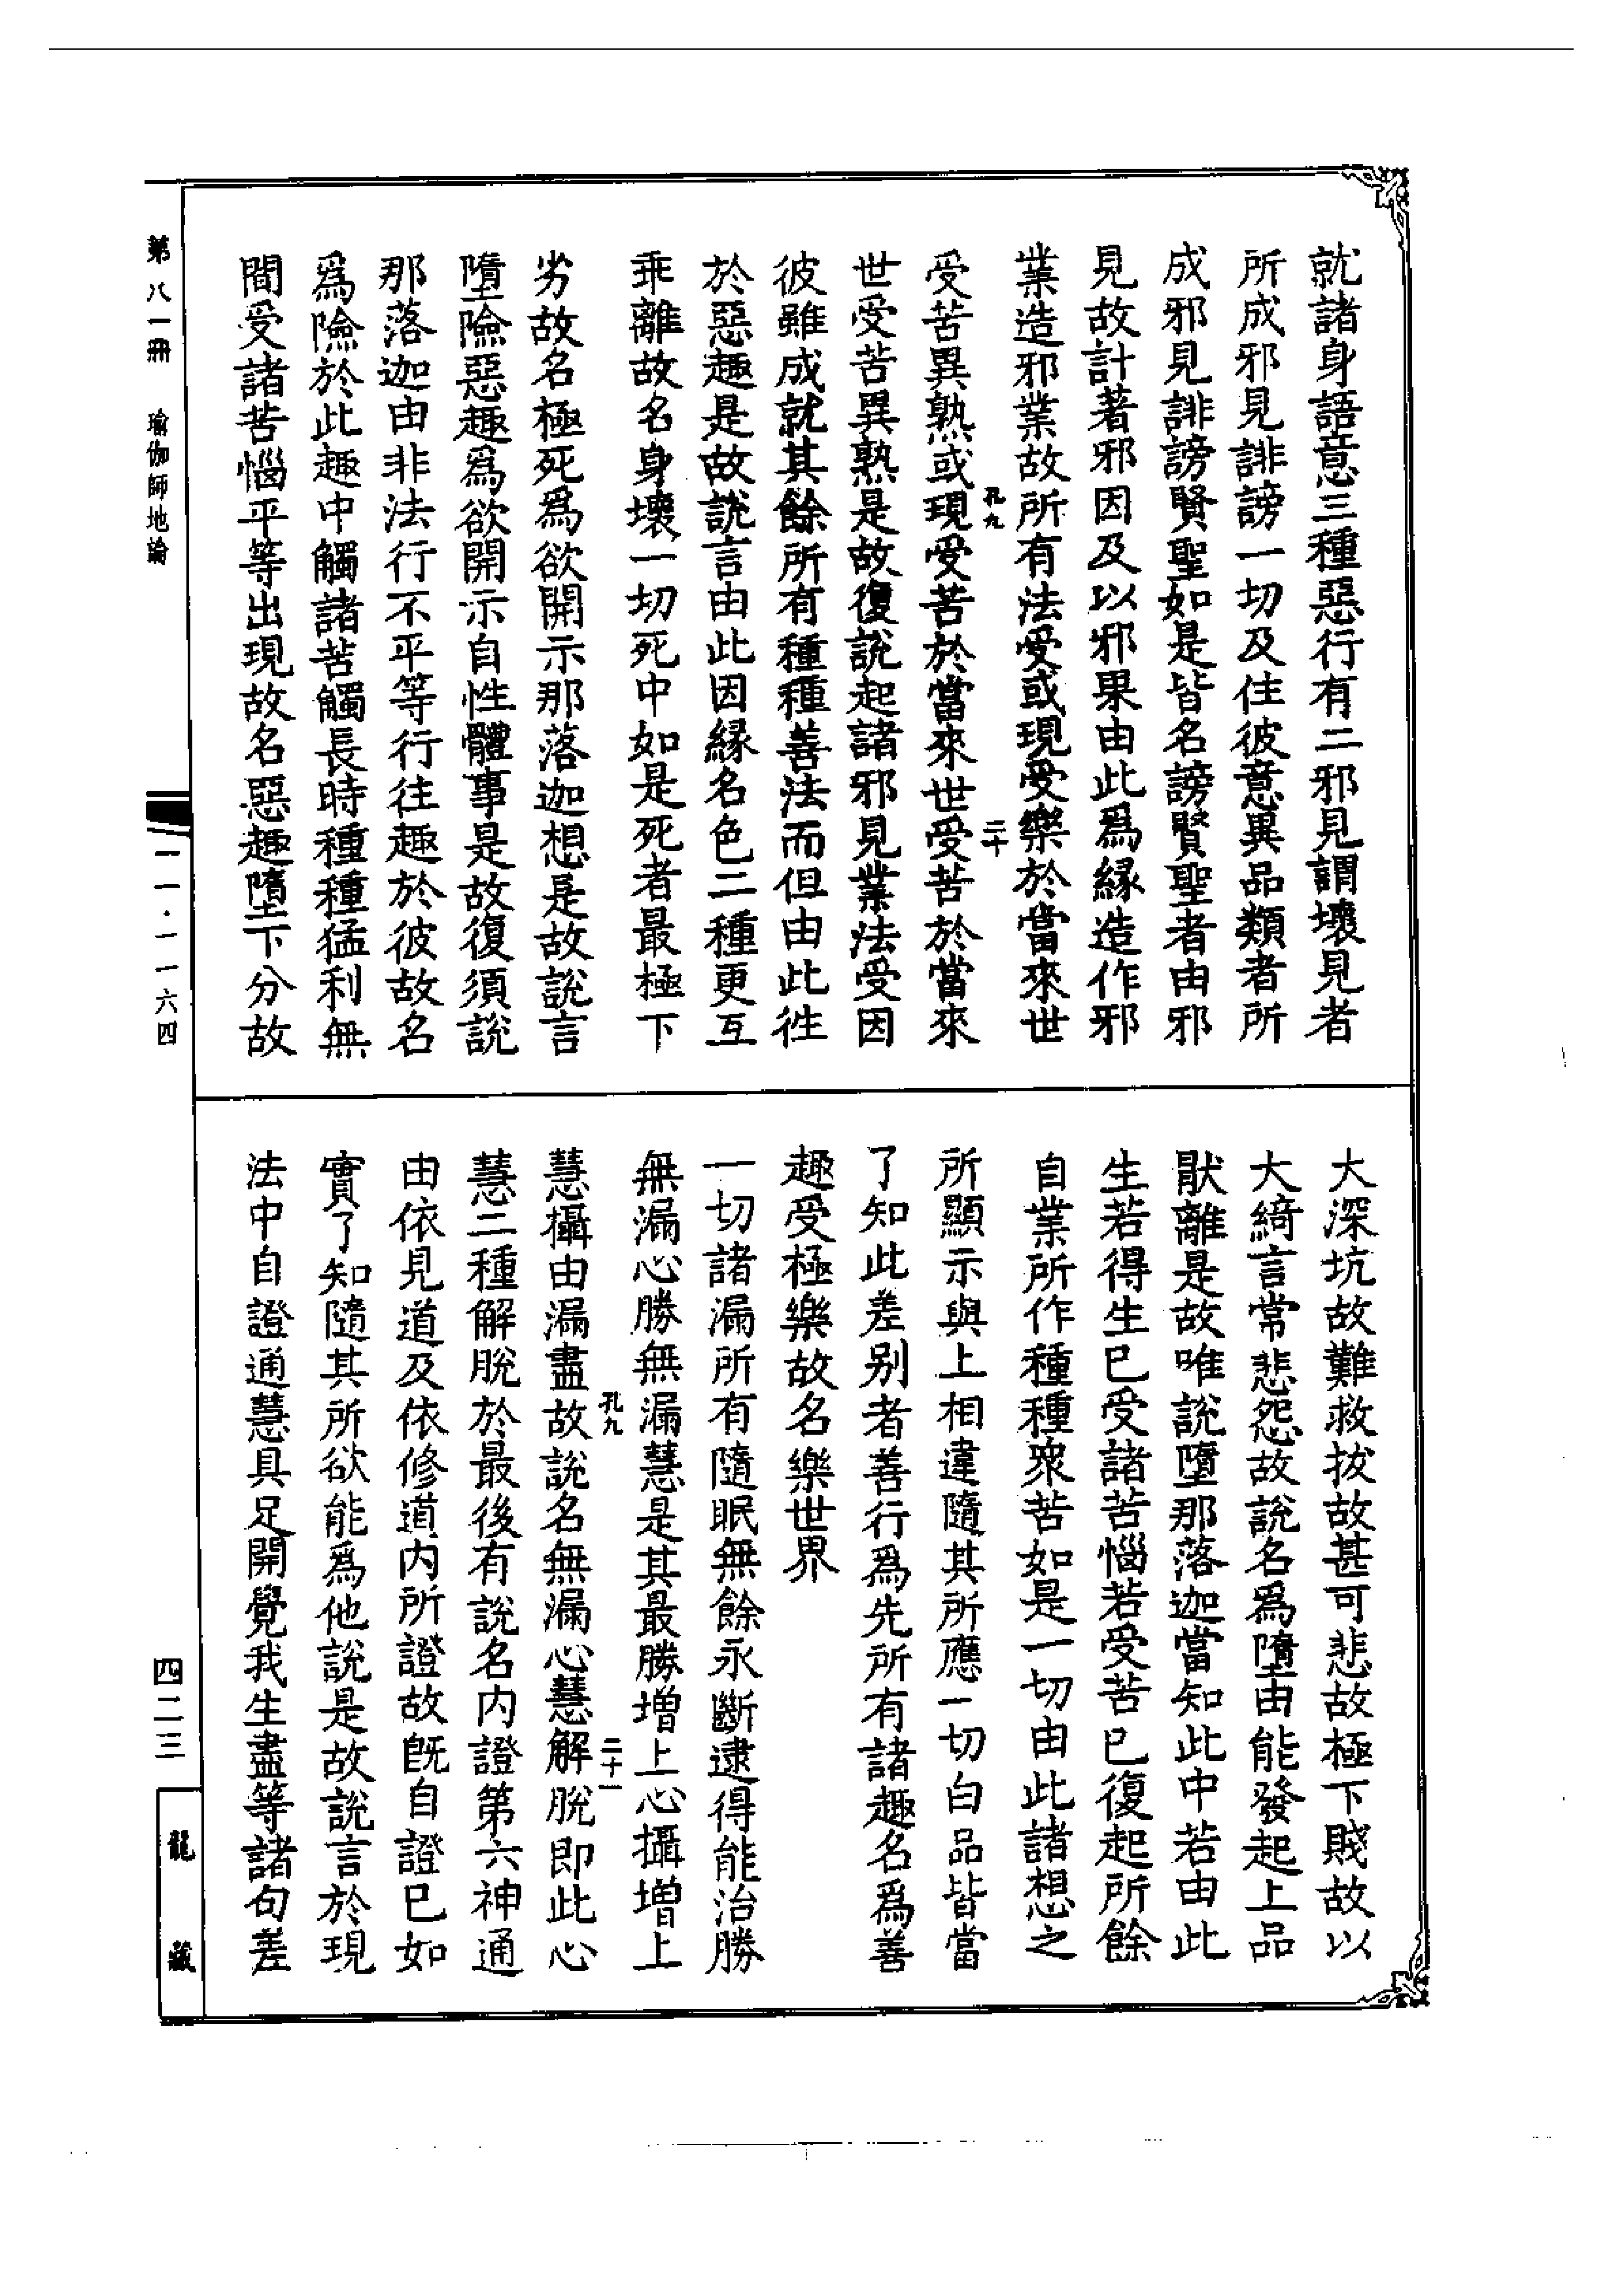 就諸身語意三種惡行有二邪見謂壞見者
所成邪見誹謗一切及住彼意異品類者所
成邪見誹謗賢聖如是皆名謗賢聖者由邪
見故計著邪因及以邪果由此爲緣造作邪
業造邪業故所有法受或現受樂於當來世
孔九
二十
受苦異熟或現受苦於當來世受苦於當來
世受苦異熟是故復說起諸邪見業法受因
彼雖成就其餘所有種種善法而但由此徃
於惡趣是故說言由此因緣名色二種更互
乖離故名身壞一切死中如是死者最極下
劣故名極死爲欲開示那落迦想是故說言
墮險惡趣爲欲開示自性體事是故復須說
那落迦由非法行不平等行往趣於彼故名
爲險於此趣中觸諸苦觸長時種種猛利無
間受諸苦惱平等出現故名惡趣墮下分故
大深坑故難救拔故甚可悲故極下賤故以
大綺言常悲怨故說名爲墮由能發起上品
猒離是故唯說墮那落迦當知此中若由此
生若得生已受諸苦惱若受苦已復起所餘
自業所作種種衆苦如是一切由此諸想之
所顯示與上相違隨其所應一切白品皆當
了知此差别者善行爲先所有諸趣名爲善
趣受極樂故名樂世界
一切諸漏所有隨眠無餘永斷逮得能治勝
無漏心勝無漏慧是其最勝增上心攝增上
孔九
二十一
慧攝由漏盡故說名無漏心慧解脫即此心
慧二種解脫於最後有說名內證第六神通
由依見道及依修道內所證故旣自證已如
實了知隨其所欲能爲他說是故說言於現
法中自證通慧具足開覺我生盡等諸句差
第八一冊
瑜伽師地論
一一·一一六四
四二三
龍藏